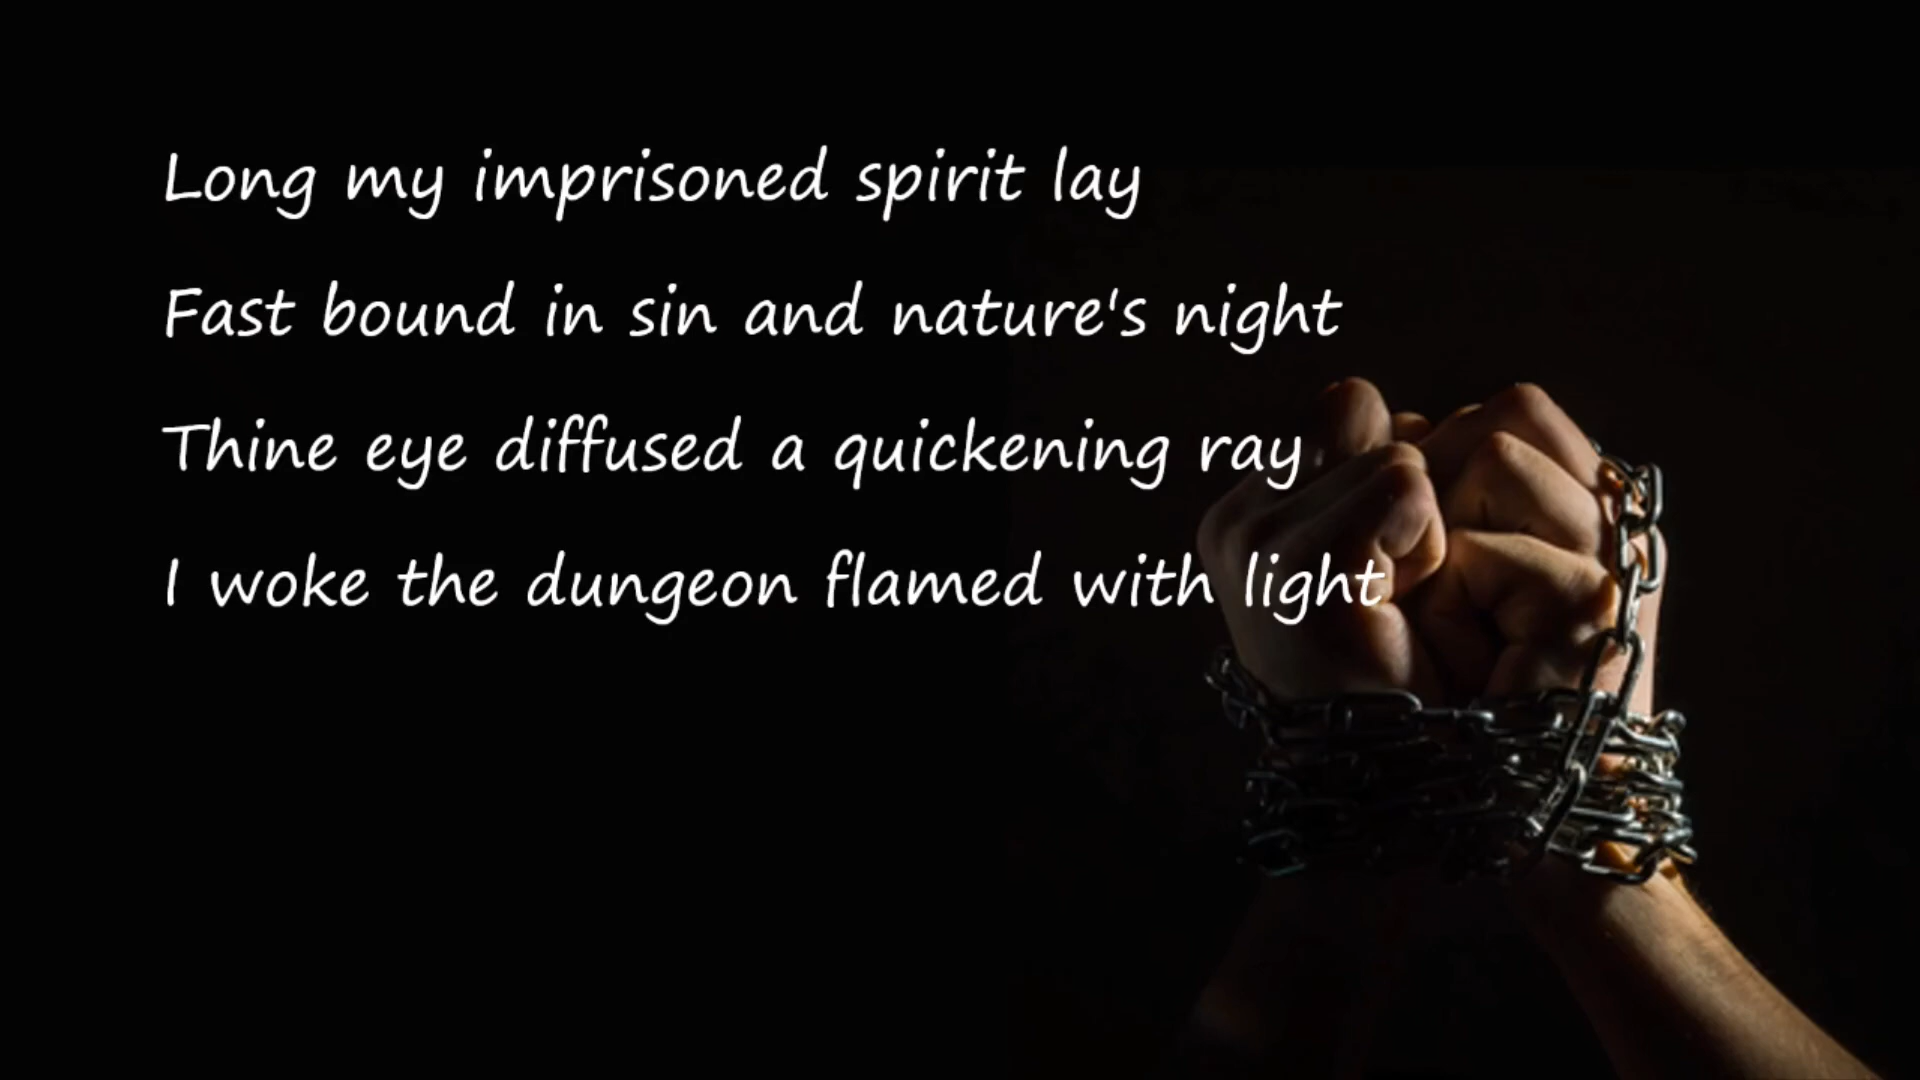 Long my imprisoned spirit lay
Fast bound in sin and nature's night
Thine eye diffused a quickening ray
I woke the dungeon flamed with light